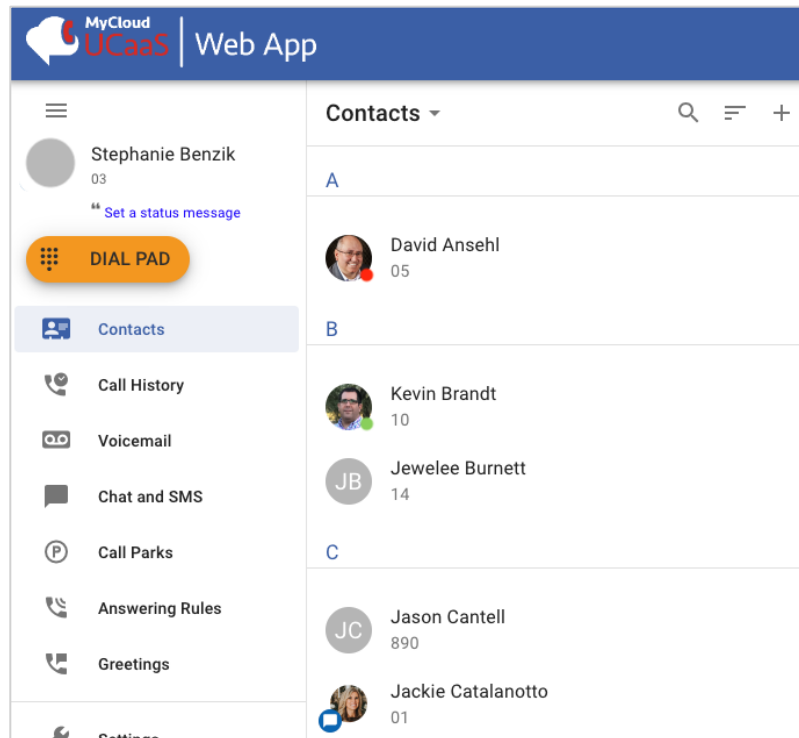 MyCloud
UCaaS
Web App
Stephanie Benzik
03
Set a status message
DIAL PAD
Contacts
Call History
Voicemail
Chat and SMS
Call Parks
Answering Rules
Greetings
Settings
Contacts
A
David Ansehl
05
B
Kevin Brandt
10
JB
Jewelee Burnett
14
C
JC
Jason Cantell
890
Jackie Catalanotto
01